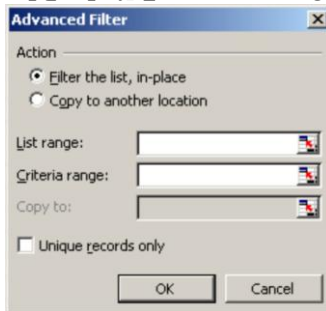 Advanced Filter
Action
Filter the list, in-place
Copy to another location
List range:
Criteria range:
Copy to:
Unique records only
OK Cancel